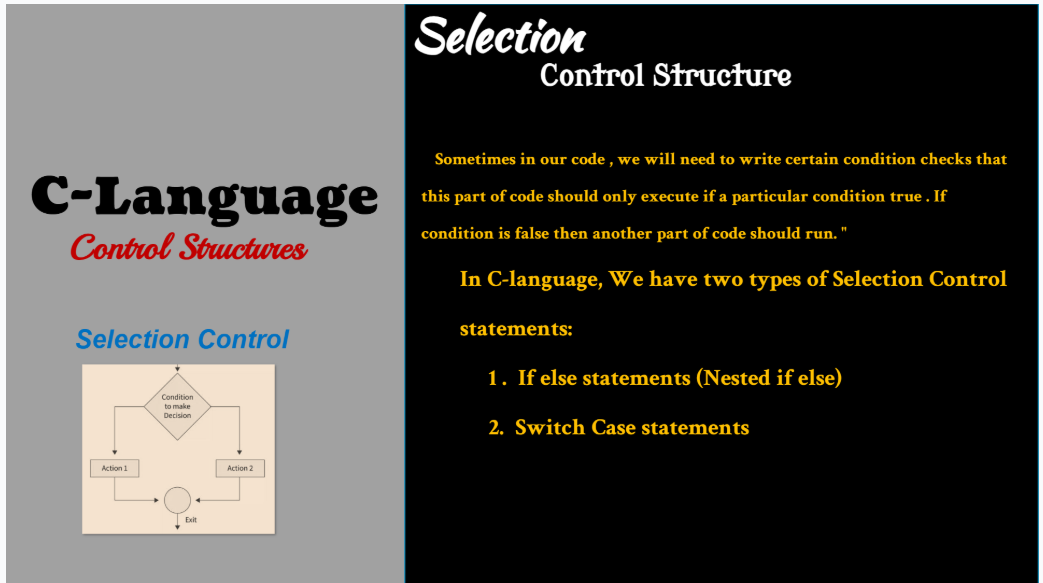 C-Language
Control Structures
Selection Control
Condition
to make
Decision
Action 1
Action 2
Exit
Selection
Control Structure
Sometimes in our code , we will need to write certain condition checks that
this part of code should only execute if a particular condition true . If
condition is false then another part of code should run. "
In C-language, We have two types of Selection Control
statements:
1 . If else statements (Nested if else)
2. Switch Case statements